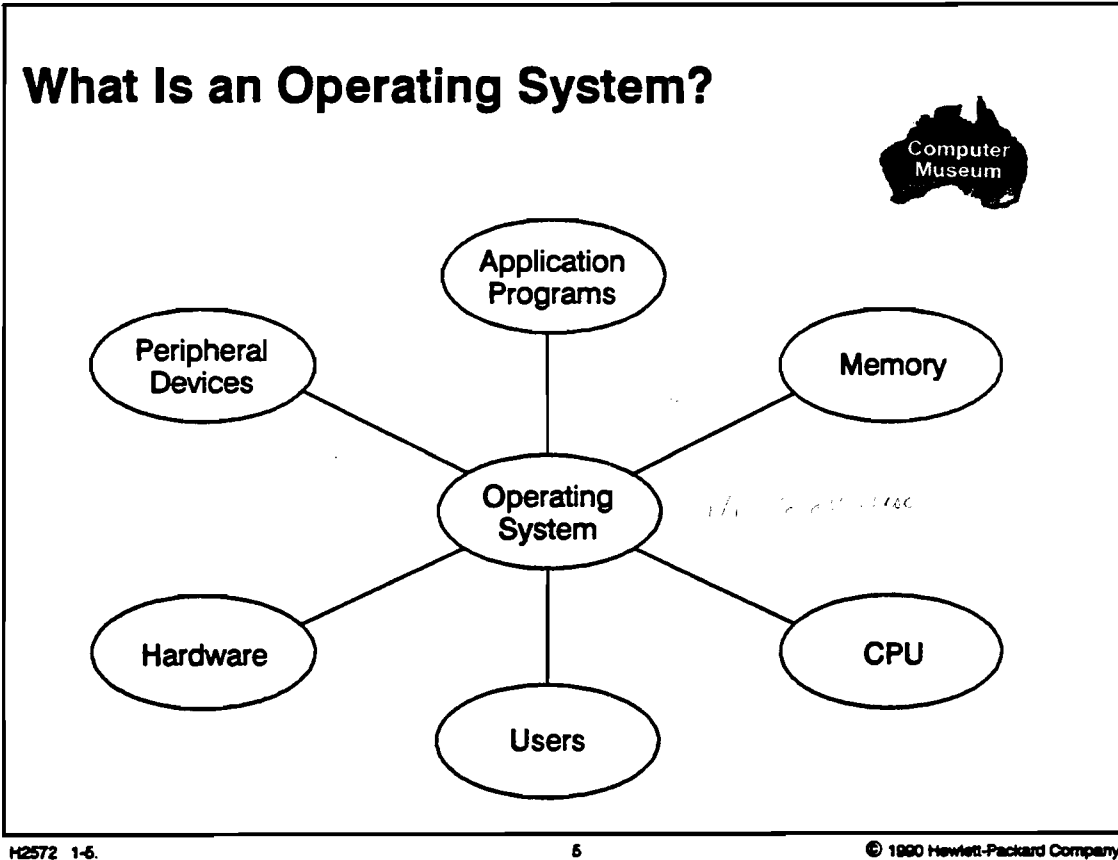 What Is an Operating System?
Computer
Museum
Application
Programs
Peripheral
Devices
Memory
Operating
System
Hardware
CPU
Users
H2572 1-5.
5
© 1990 Hewlett-Packard Company